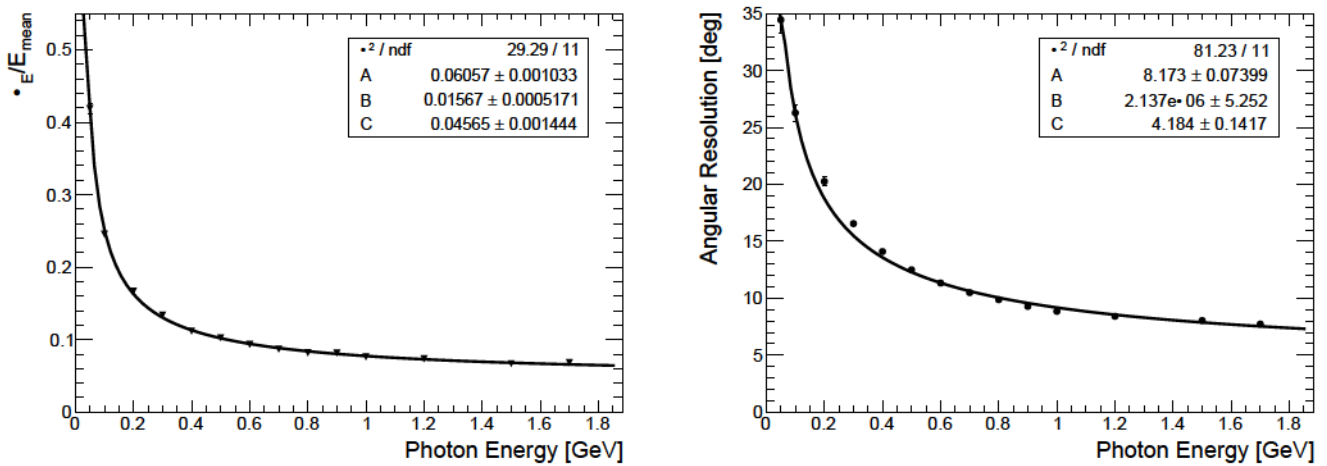 •E/Emean
0.5
0.4
0.3
0.2
0.1
0
•2 / ndf 29.29 / 11
A 0.06057 ± 0.001033
B 0.01567 ± 0.0005171
C 0.04565 ± 0.001444
0 0.2 0.4 0.6 0.8 1 1.2 1.4 1.6 1.8
Photon Energy [GeV]
Angular Resolution [deg]
35
30
25
20
15
10
5
0
•2 / ndf 81.23 / 11
A 8.173 ± 0.07399
B 2.137e•06 ± 5.252
C 4.184 ± 0.1417
0 0.2 0.4 0.6 0.8 1 1.2 1.4 1.6 1.8
Photon Energy [GeV]